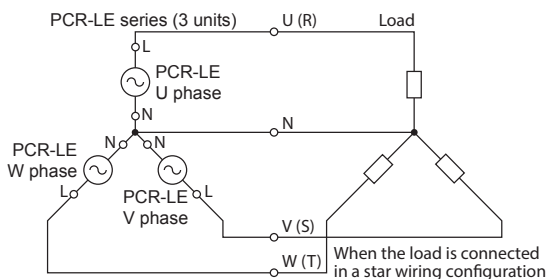 PCR-LE series (3 units)
U (R)
Load
L
PCR-LE
U phase
N
N
PCR-LE
W phase
N
N
L
PCR-LE
V phase
L
V (S)
W (T)
When the load is connected
in a star wiring configuration